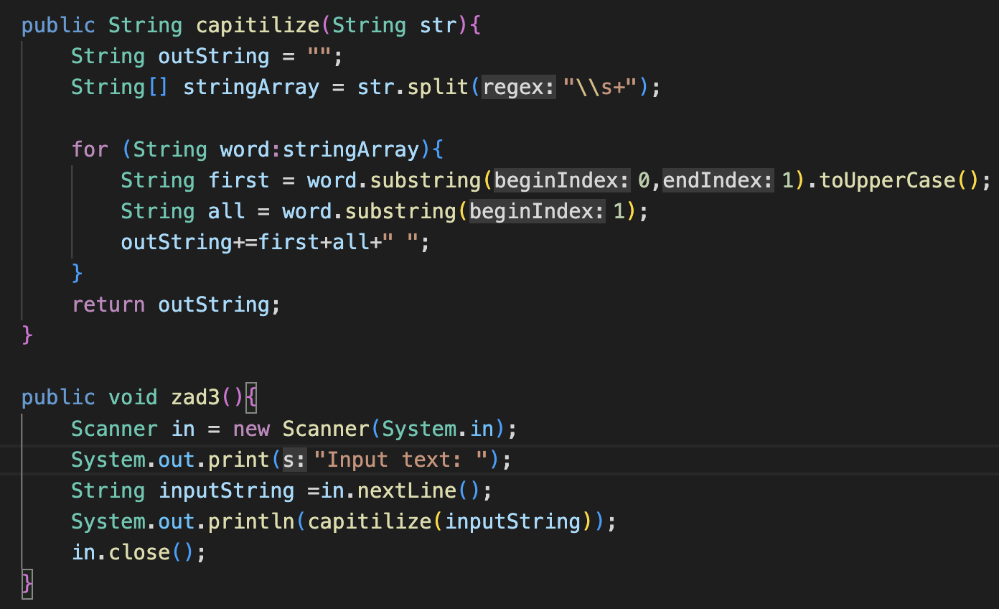 public String capitilize(String str){
    String outString = "";
    String[] stringArray = str.split(regex: "\\s+");

    for (String word:stringArray){
        String first = word.substring(beginIndex: 0,endIndex: 1).toUpperCase();
        String all = word.substring(beginIndex: 1);
        outString+=first+all+" ";
    }
    return outString;
}

public void zad3(){
    Scanner in = new Scanner(System.in);
    System.out.print(s: "Input text: ");
    String inputString =in.nextLine();
    System.out.println(capitilize(inputString));
    in.close();
}